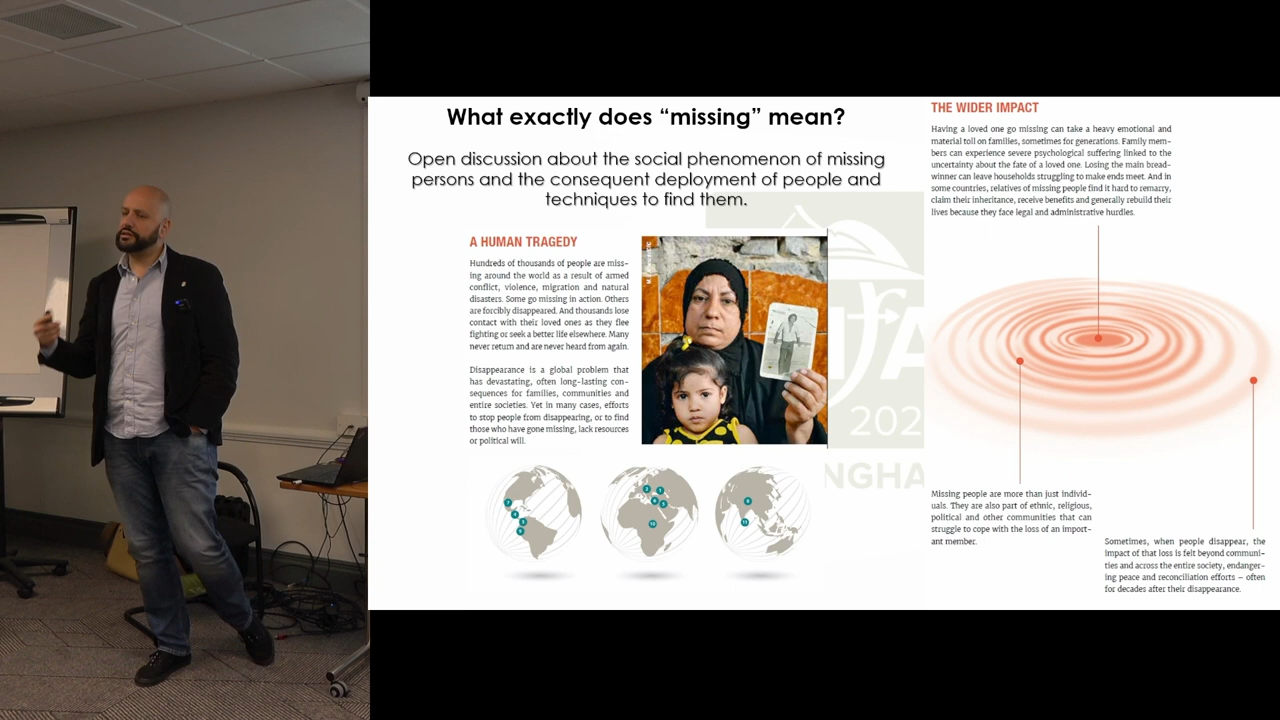 What exactly does “missing” mean?
Open discussion about the social phenomenon of missing
persons and the consequent deployment of people and
techniques to find them.
A HUMAN TRAGEDY
Hundreds of thousands of people are miss-
ing around the world as a result of armed
conflict, violence, migration and natural
disasters. Some go missing in action. Others
are forcibly disappeared. And thousands lose
contact with their loved ones as they flee
fighting or seek a better life elsewhere. Many
never return and are never heard from again.
Disappearance is a global problem that
has devastating, often long-lasting con-
sequences for families, communities and
entire societies. Yet in many cases, efforts
to stop people from disappearing, or to find
those who have gone missing, lack resources
or political will.
202
NGHA
THE WIDER IMPACT
Having a loved one go missing can take a heavy emotional and
material toll on families, sometimes for generations. Family mem-
bers can experience severe psychological suffering linked to the
uncertainty about the fate of a loved one. Losing the main bread-
winner can leave households struggling to make ends meet. And in
some countries, relatives of missing people find it hard to remarry,
claim their inheritance, receive benefits and generally rebuild their
lives because they face legal and administrative hurdles.
Missing people are more than just individ-
uals. They are also part of ethnic, religious,
political and other communities that can
struggle to cope with the loss of an import-
ant member.
Sometimes, when people disappear, the
impact of that loss is felt beyond communi-
ties and across the entire society, endanger-
ing peace and reconciliation efforts – often
for decades after their disappearance.